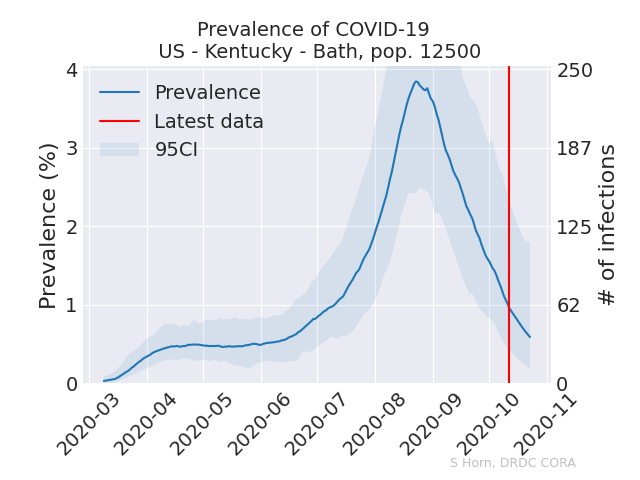 Prevalence of COVID-19
US - Kentucky - Bath, pop. 12500
Prevalence
Latest data
95CI
Prevalence (%)
4
3
2
1
0
# of infections
250
187
125
62
0
2020-03
2020-04
2020-05
2020-06
2020-07
2020-08
2020-09
2020-10
2020-11
S Horn, DRDC CORA